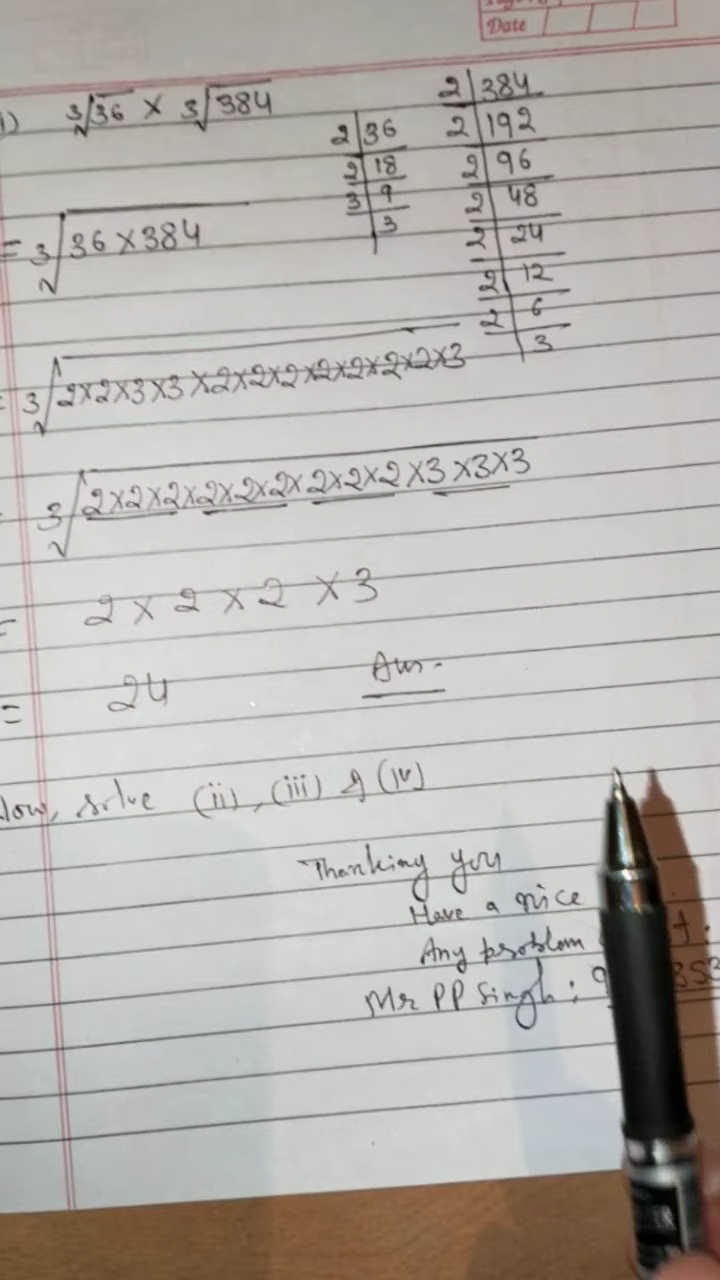 Date
1) ∛36 × ∛384
2 | 36
2 | 18
3 | 9
3
2 | 384
2 | 192
2 | 96
2 | 48
2 | 24
2 | 12
2 | 6
3
= ∛36×384
= ∛2×2×3×3×2×2×2×2×2×2×2×3
= ∛2×2×2×2×2×2×2×2×2×3×3×3
= 2 × 2 × 2 × 3
= 24 Ans.
solve (ii), (iii) & (iv)
Thanking you
Have a nice
Any problem
Mr PP Singh : 9 353